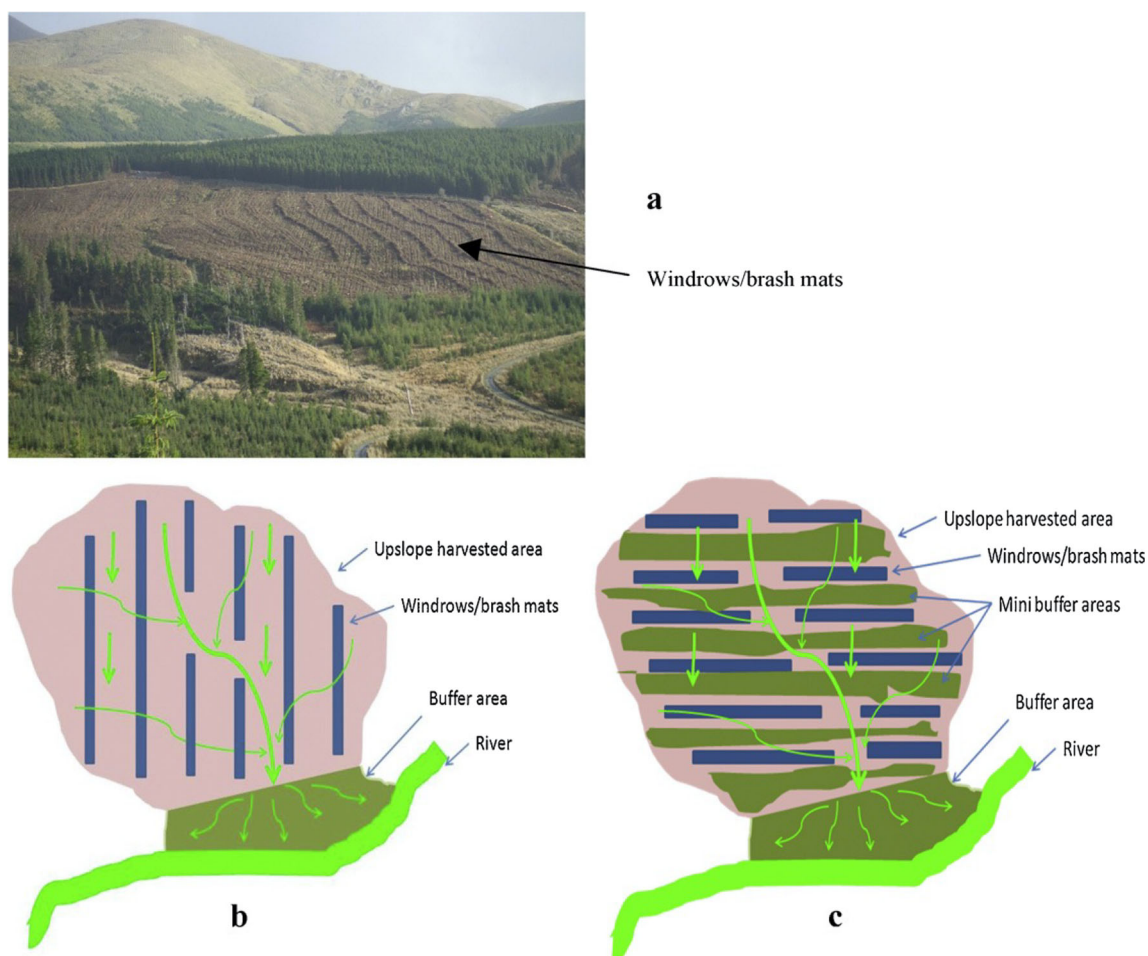 a
Windrows/brash mats
Upslope harvested area
Windrows/brash mats
Buffer area
River
b
Upslope harvested area
Windrows/brash mats
Mini buffer areas
Buffer area
River
c